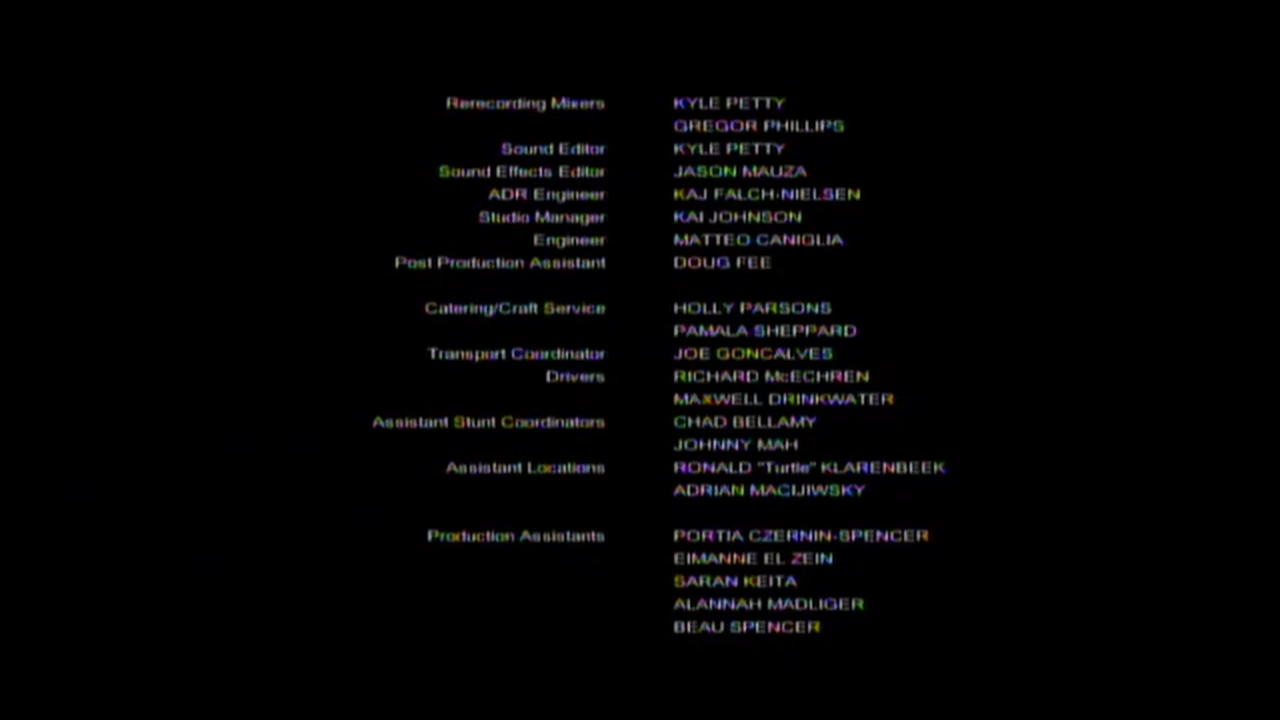 Rerecording Mixers KYLE PETTY
GREGOR PHILLIPS
Sound Editor KYLE PETTY
Sound Effects Editor JASON MAUZA
ADR Engineer KAJ FALCH-NIELSEN
Studio Manager KAI JOHNSON
Engineer MATTEO CANIGLIA
Post Production Assistant DOUG FEE
Catering/Craft Service HOLLY PARSONS
PAMALA SHEPPARD
Transport Coordinator JOE GONCALVES
Drivers RICHARD McECHREN
MAXWELL DRINKWATER
Assistant Stunt Coordinators CHAD BELLAMY
JOHNNY MAH
Assistant Locations RONALD "Turtle" KLARENBEEK
ADRIAN MACIJIWSKY
Production Assistants PORTIA CZERNIN-SPENCER
EIMANNE EL ZEIN
SARAN KEITA
ALANNAH MADLIGER
BEAU SPENCER